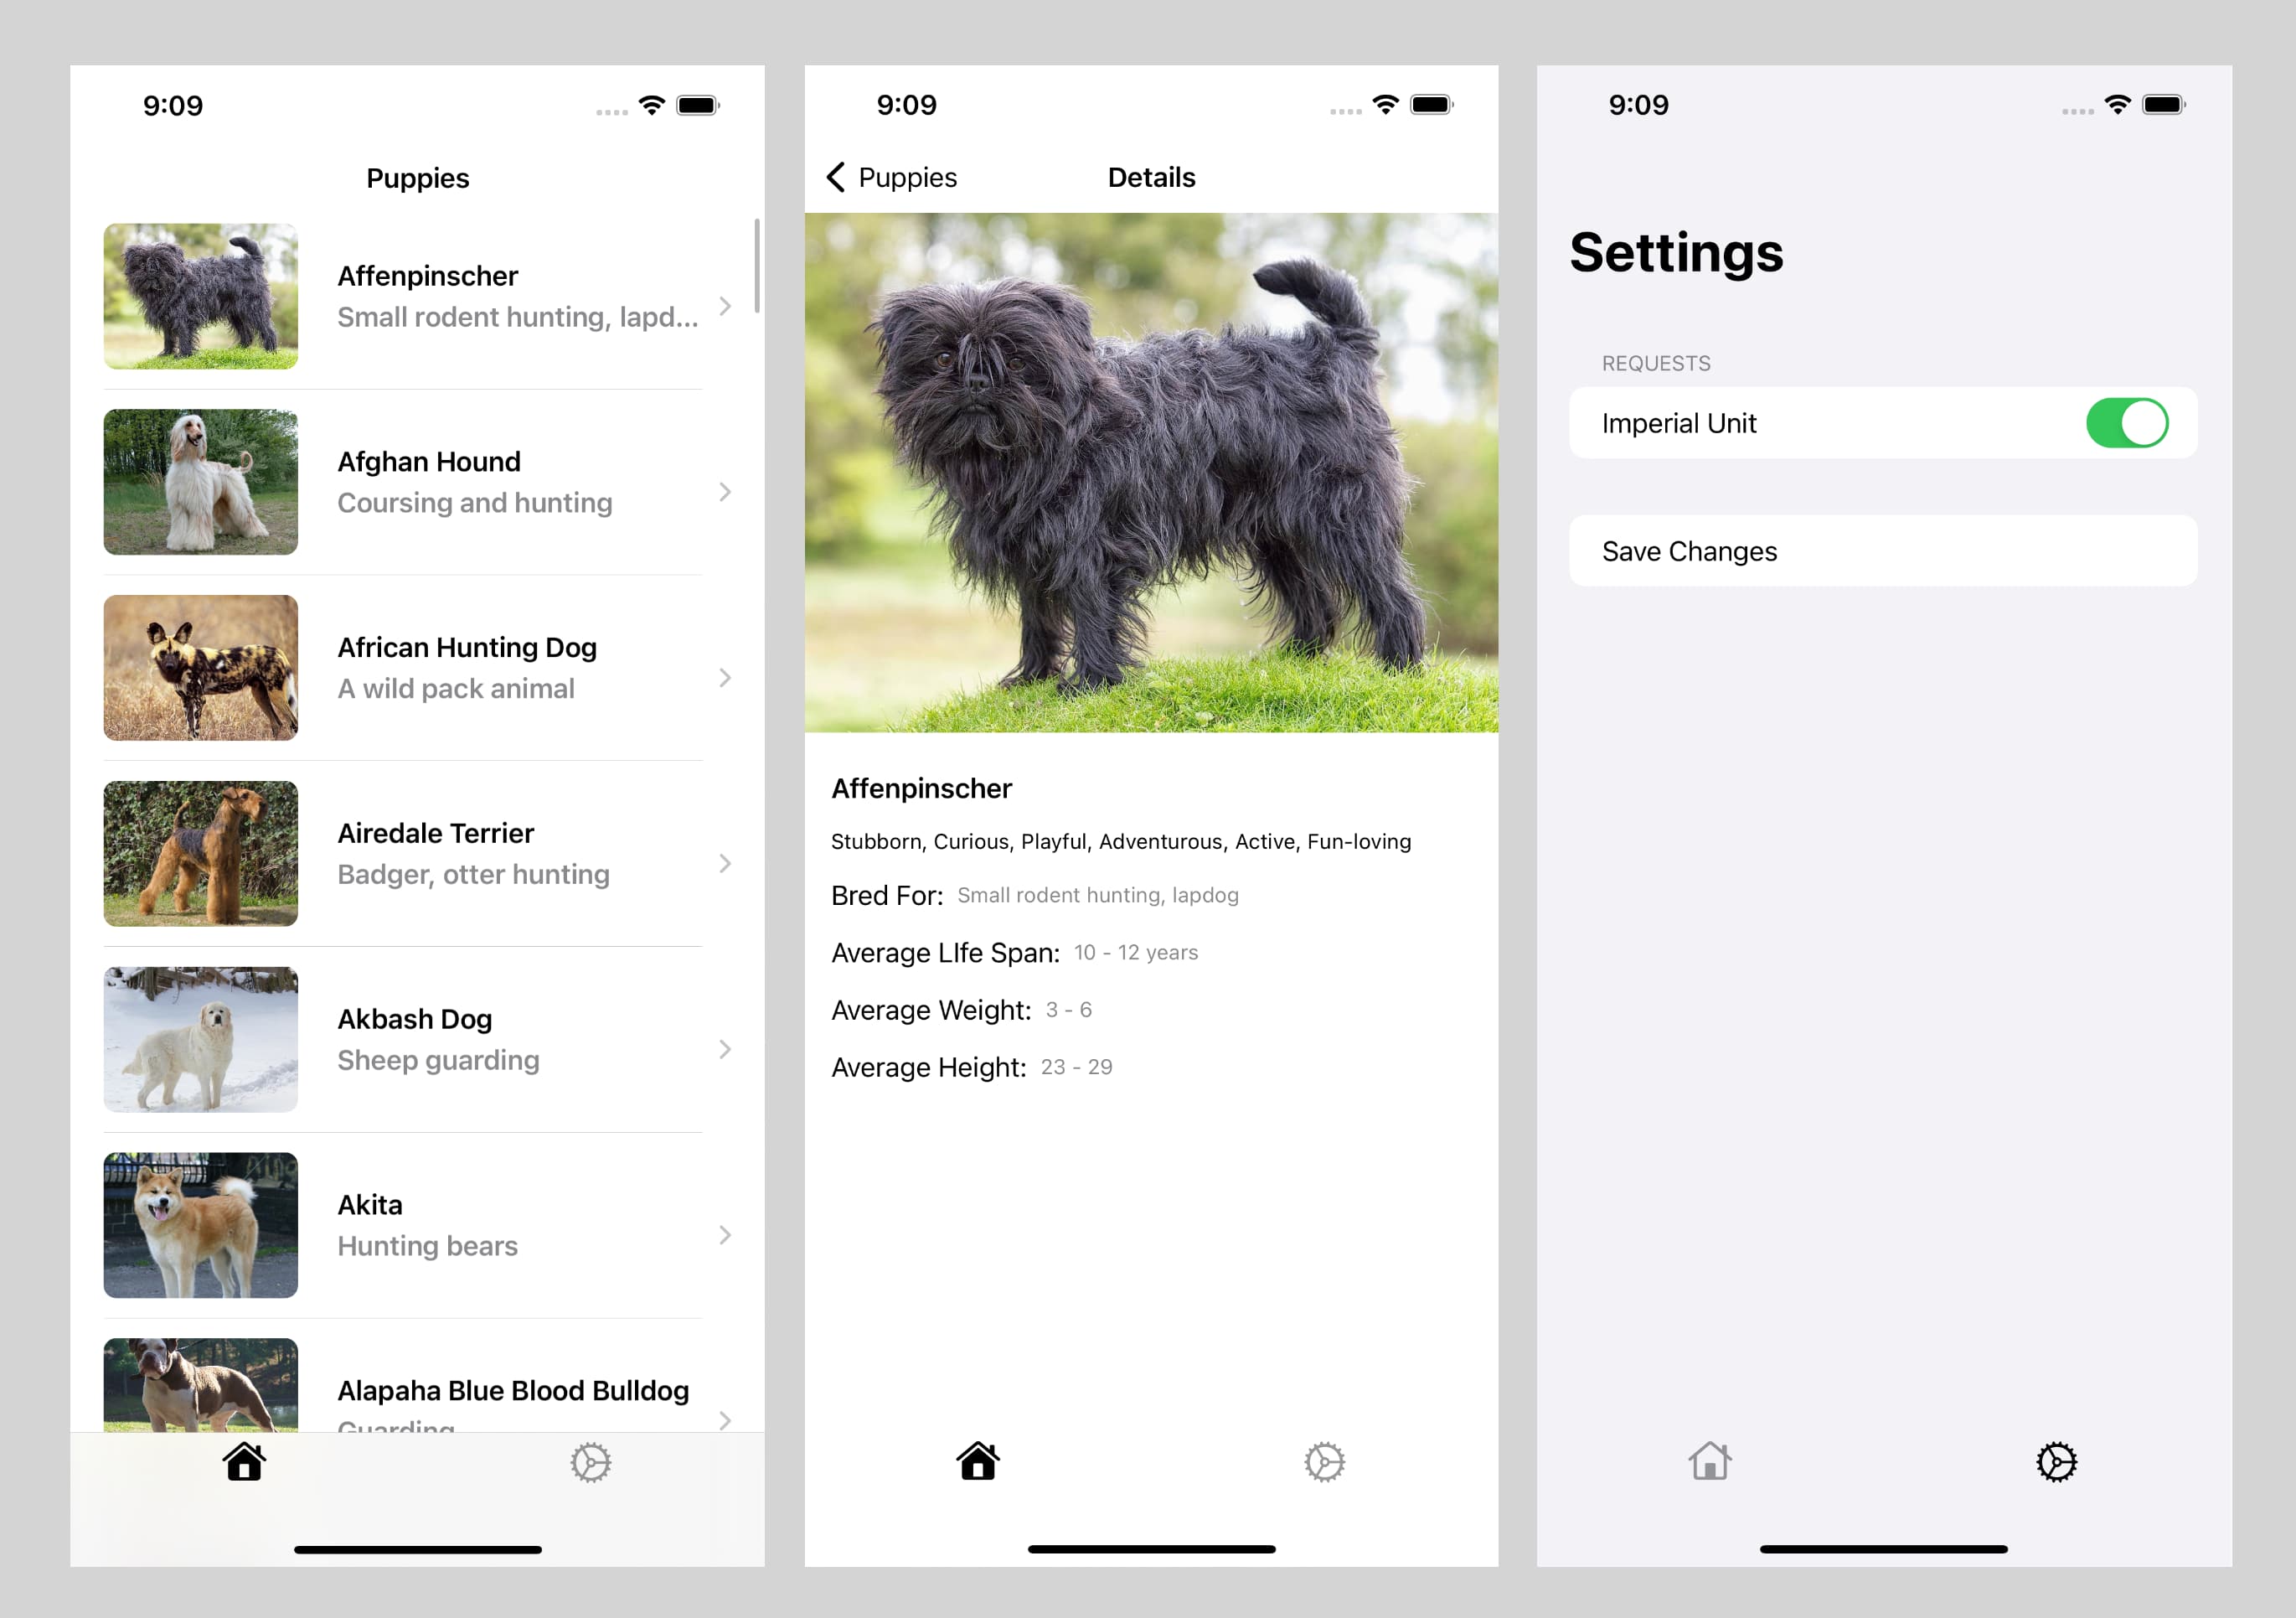 9:09
Puppies
Affenpinscher
Small rodent hunting, lapd...
Afghan Hound
Coursing and hunting
African Hunting Dog
A wild pack animal
Airedale Terrier
Badger, otter hunting
Akbash Dog
Sheep guarding
Akita
Hunting bears
Alapaha Blue Blood Bulldog
Guarding
9:09
Puppies
Details
Affenpinscher
Stubborn, Curious, Playful, Adventurous, Active, Fun-loving
Bred For: Small rodent hunting, lapdog
Average LIfe Span: 10 - 12 years
Average Weight: 3 - 6
Average Height: 23 - 29
9:09
Settings
REQUESTS
Imperial Unit
Save Changes